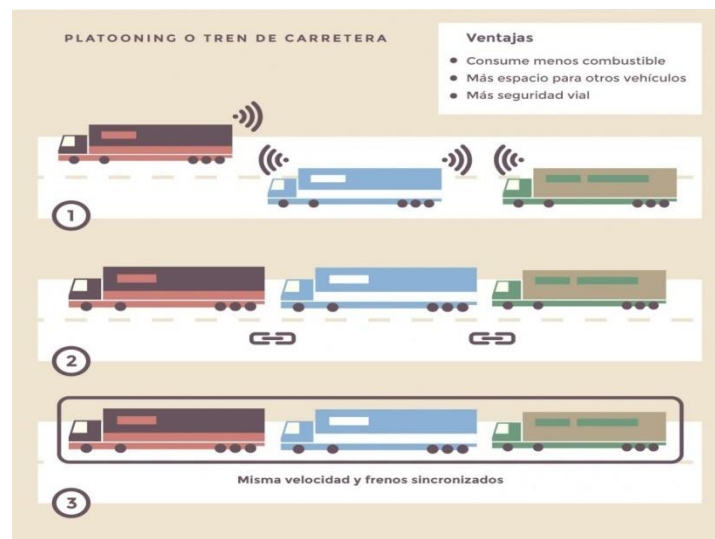 PLATOONING O TREN DE CARRETERA
Ventajas
Consume menos combustible
Más espacio para otros vehículos
Más seguridad vial
1
2
Misma velocidad y frenos sincronizados
3